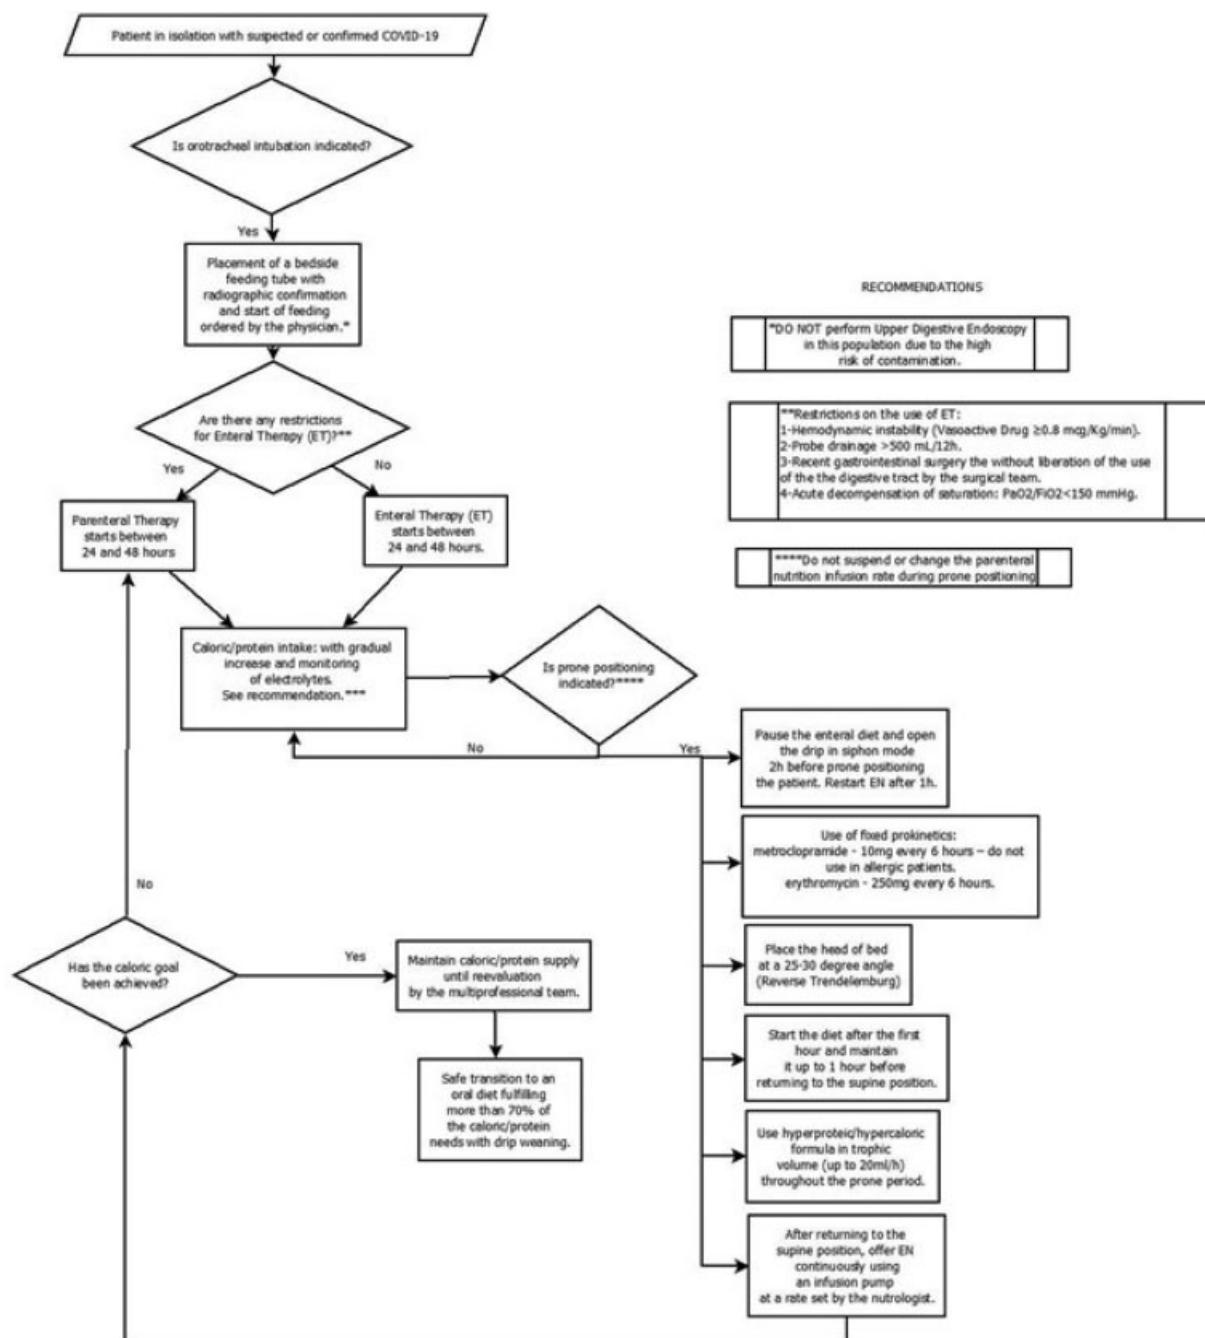 Patient in isolation with suspected or confirmed COVID-19
Is orotracheal intubation indicated?
Yes
Placement of a bedside
feeding tube with
radiographic confirmation
and start of feeding
ordered by the physician.*
Are there any restrictions
for Enteral Therapy (ET)?**
Yes
No
Parenteral Therapy
starts between
24 and 48 hours
Enteral Therapy (ET)
starts between
24 and 48 hours.
Caloric/protein intake: with gradual
increase and monitoring
of electrolytes.
See recommendation.***
Is prone positioning
indicated?****
No
Yes
RECOMMENDATIONS
*DO NOT perform Upper Digestive Endoscopy
in this population due to the high
risk of contamination.
**Restrictions on the use of ET:
1-Hemodynamic instability (Vasoactive Drug ≥0.8 mcg/Kg/min).
2-Probe drainage >500 mL/12h.
3-Recent gastrointestinal surgery the without liberation of the use
of the the digestive tract by the surgical team.
4-Acute decompensation of saturation: PaO2/FiO2<150 mmHg.
****Do not suspend or change the parenteral
nutrition infusion rate during prone positioning
Pause the enteral diet and open
the drip in siphon mode
2h before prone positioning
the patient. Restart EN after 1h.
Use of fixed prokinetics:
metroclopramide - 10mg every 6 hours – do not
use in allergic patients.
erythromycin - 250mg every 6 hours.
Place the head of bed
at a 25-30 degree angle
(Reverse Trendelemburg)
Start the diet after the first
hour and maintain
it up to 1 hour before
returning to the supine position.
Use hyperproteic/hypercaloric
formula in trophic
volume (up to 20ml/h)
throughout the prone period.
After returning to the
supine position, offer EN
continuously using
an infusion pump
at a rate set by the nutrologist.
No
Has the caloric goal
been achieved?
Yes
Maintain caloric/protein supply
until reevaluation
by the multiprofessional team.
Safe transition to an
oral diet fulfilling
more than 70% of
the caloric/protein
needs with drip weaning.